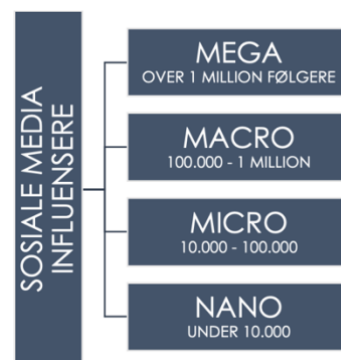 SOSIALE MEDIA
INFLUENSERE
MEGA
OVER 1 MILLION FØLGERE
MACRO
100.000 - 1 MILLION
MICRO
10.000 - 100.000
NANO
UNDER 10.000